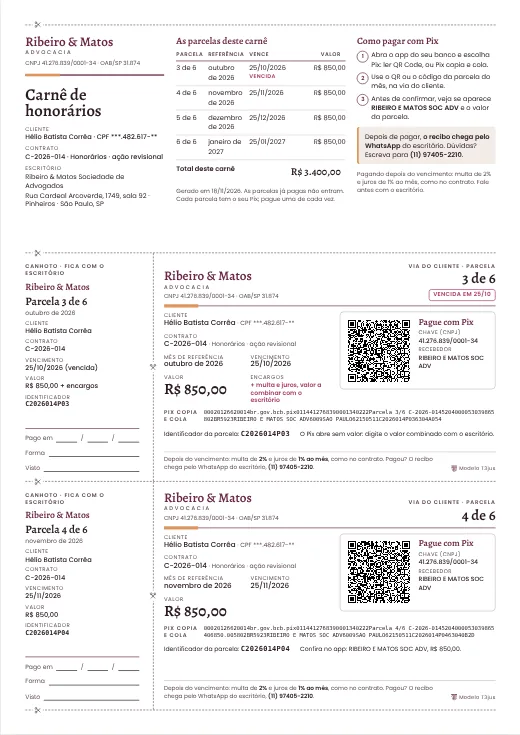 Ribeiro & Matos
ADVOCACIA
CNPJ 41.276.839/0001-34 OAB/SP 31.874
Carnê de
honorários
CLIENTE
Hélio Batista Corrêa · CPF ***.482.617-**
CONTRATO
C-2026-014 · Honorários · ação revisional
ESCRITÓRIO
Ribeiro & Matos Sociedade de
Advogados
Rua Cardeal Arcoverde, 1749, sala 92 ·
Pinheiros · São Paulo, SP
As parcelas deste carnê
PARCELA REFERÊNCIA VENCE VALOR
3 de 6 outubro de 2026 25/10/2026 R$ 850,00
VENCIDA
4 de 6 novembro de 2026 25/11/2026 R$ 850,00
5 de 6 dezembro de 2026 25/12/2026 R$ 850,00
6 de 6 janeiro de 2027 25/01/2027 R$ 850,00
Total deste carnê R$ 3.400,00
Gerado em 18/11/2026. As parcelas já pagas não entram.
Cada parcela tem o seu Pix; pague uma de cada vez.
Como pagar com Pix
1 Abra o app do seu banco e escolha
Pix: ler QR Code, ou Pix copia e cola.
2 Use o QR ou o código da parcela do
mês, na via do cliente.
3 Antes de confirmar, veja se aparece
RIBEIRO E MATOS SOC ADV e o valor
da parcela.
Depois de pagar, o recibo chega pelo
WhatsApp do escritório. Dúvidas?
Escreva para (11) 97405-2210.
Pagando depois do vencimento: multa de 2%
e juros de 1% ao mês, como no contrato. Fale
antes com o escritório.
CANHOTO · FICA COM O
ESCRITÓRIO
Ribeiro & Matos
Parcela 3 de 6
outubro de 2026
CLIENTE
Hélio Batista Corrêa
CONTRATO
C-2026-014
VENCIMENTO
25/10/2026 (vencida)
VALOR
R$ 850,00 + encargos
IDENTIFICADOR
C2026014P03
Pago em ____ / ____ / ____
Forma
Visto
Ribeiro & Matos
ADVOCACIA
CNPJ 41.276.839/0001-34 · OAB/SP 31.874
VIA DO CLIENTE · PARCELA
3 de 6
VENCIDA EM 25/10
CLIENTE
Hélio Batista Corrêa · CPF ***.482.617-**
CONTRATO
C-2026-014 · Honorários · ação revisional
MÊS DE REFERÊNCIA VENCIMENTO
outubro de 2026 25/10/2026
VALOR ENCARGOS
R$ 850,00 + multa e juros, valor a
combinar com o
escritório
Pague com Pix
CHAVE (CNPJ)
41.276.839/0001-34
RECEBEDOR
RIBEIRO E MATOS SOC
ADV
PIX COPIA
E COLA
Identificador da parcela: C2026014P03 O Pix abre sem valor: digite o valor combinado com o escritório.
Depois do vencimento: multa de 2% e juros de 1% ao mês, como no contrato. Pagou? O recibo
chega pelo WhatsApp do escritório, (11) 97405-2210.
Modelo 13jus
CANHOTO · FICA COM O
ESCRITÓRIO
Ribeiro & Matos
Parcela 4 de 6
novembro de 2026
CLIENTE
Hélio Batista Corrêa
CONTRATO
C-2026-014
VENCIMENTO
25/11/2026
VALOR
R$ 850,00
IDENTIFICADOR
C2026014P04
Pago em ____ / ____ / ____
Forma
Visto
Ribeiro & Matos
ADVOCACIA
CNPJ 41.276.839/0001-34 · OAB/SP 31.874
VIA DO CLIENTE · PARCELA
4 de 6
CLIENTE
Hélio Batista Corrêa · CPF ***.482.617-**
CONTRATO
C-2026-014 · Honorários · ação revisional
MÊS DE REFERÊNCIA VENCIMENTO
novembro de 2026 25/11/2026
VALOR
R$ 850,00
Pague com Pix
CHAVE (CNPJ)
41.276.839/0001-34
RECEBEDOR
RIBEIRO E MATOS SOC
ADV
PIX COPIA
E COLA
Identificador da parcela: C2026014P04 Confira no app: RIBEIRO E MATOS SOC ADV, R$ 850,00.
Depois do vencimento: multa de 2% e juros de 1% ao mês, como no contrato. Pagou? O recibo
chega pelo WhatsApp do escritório, (11) 97405-2210.
Modelo 13jus